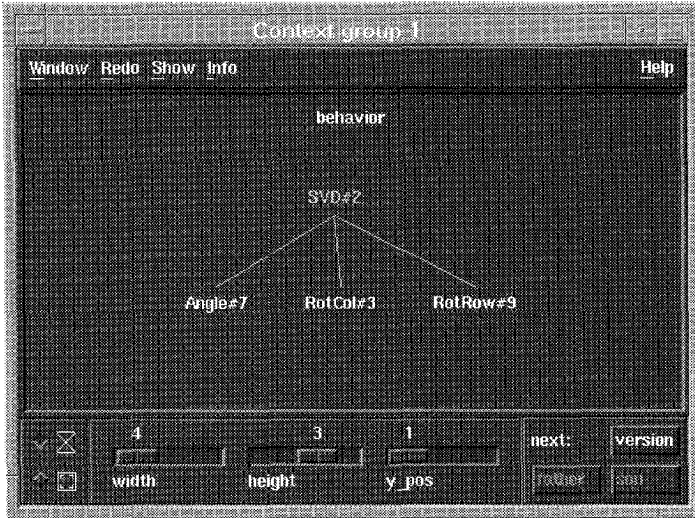 Context group 1
Window Redo Show Info Help
behavior
SVD#2
Angle#7 RotCol#3 RotRow#9
4 3 1
width height y_pos
next: version
father son